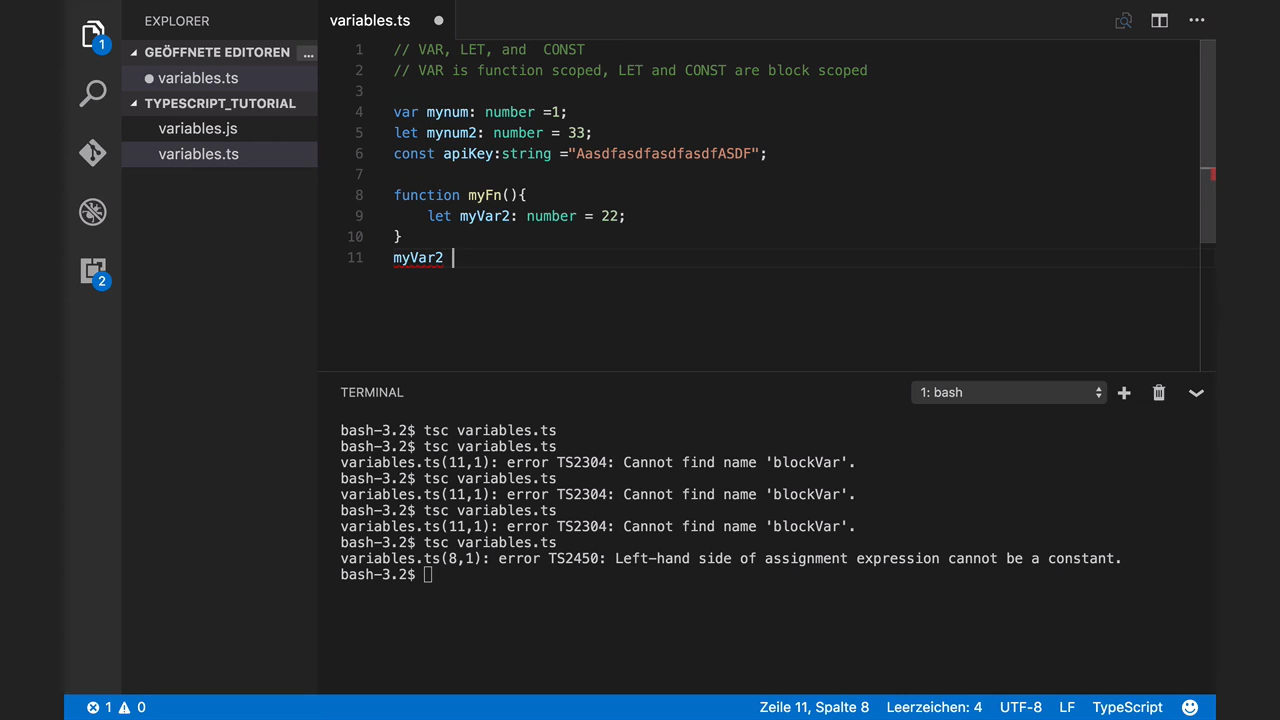 EXPLORER
GEÖFFNETE EDITOREN ...
variables.ts
TYPESCRIPT_TUTORIAL
variables.js
variables.ts
1
2
variables.ts
1 // VAR, LET, and  CONST
2 // VAR is function scoped, LET and CONST are block scoped
3
4 var mynum: number =1;
5 let mynum2: number = 33;
6 const apiKey:string ="AasdfasdfasdfasdfASDF";
7
8 function myFn(){
9     let myVar2: number = 22;
10 }
11 myVar2
TERMINAL
1: bash
bash-3.2$ tsc variables.ts
bash-3.2$ tsc variables.ts
variables.ts(11,1): error TS2304: Cannot find name 'blockVar'.
bash-3.2$ tsc variables.ts
variables.ts(11,1): error TS2304: Cannot find name 'blockVar'.
bash-3.2$ tsc variables.ts
variables.ts(11,1): error TS2304: Cannot find name 'blockVar'.
bash-3.2$ tsc variables.ts
variables.ts(8,1): error TS2450: Left-hand side of assignment expression cannot be a constant.
bash-3.2$
1 0
Zeile 11, Spalte 8 Leerzeichen: 4 UTF-8 LF TypeScript